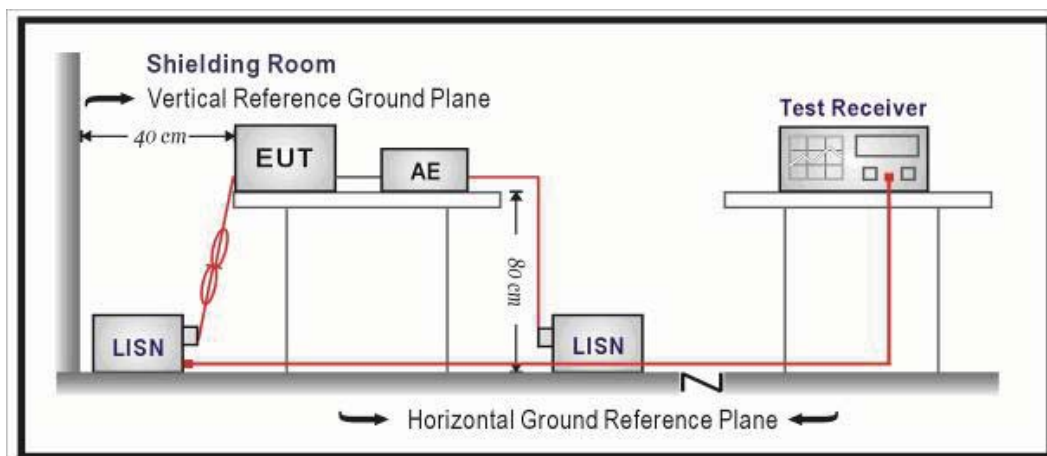 Shielding Room
Vertical Reference Ground Plane
Test Receiver
40 cm
EUT
AE
80 cm
LISN
LISN
Horizontal Ground Reference Plane